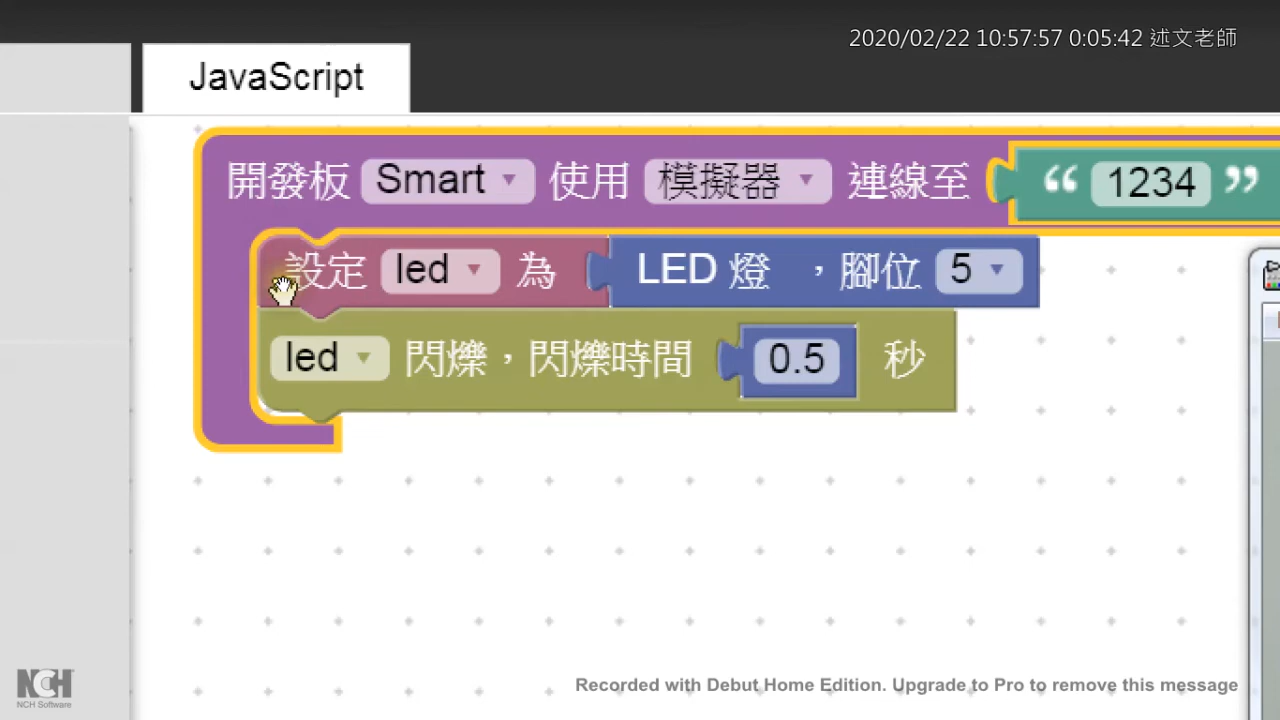 2020/02/22 10:57:57 0:05:42 述文老師
JavaScript
開發板 Smart 使用 模擬器 連線至 “ 1234 ”
設定 led 為 LED 燈 ，腳位 5
led 閃爍，閃爍時間 0.5 秒
NCH
NCH Software
Recorded with Debut Home Edition. Upgrade to Pro to remove this message